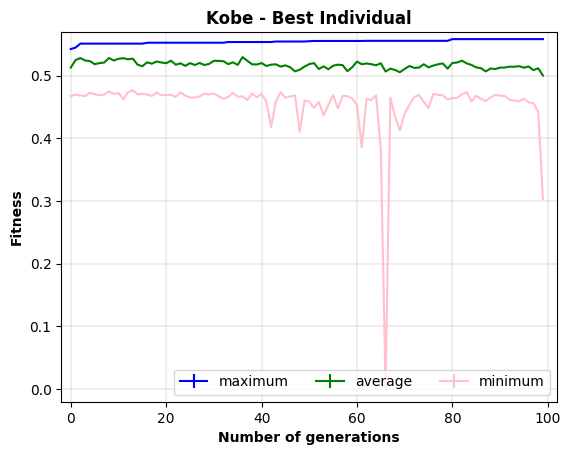 Kobe - Best Individual
Fitness
0.5
0.4
0.3
0.2
0.1
0.0
maximum average minimum
0 20 40 60 80 100
Number of generations